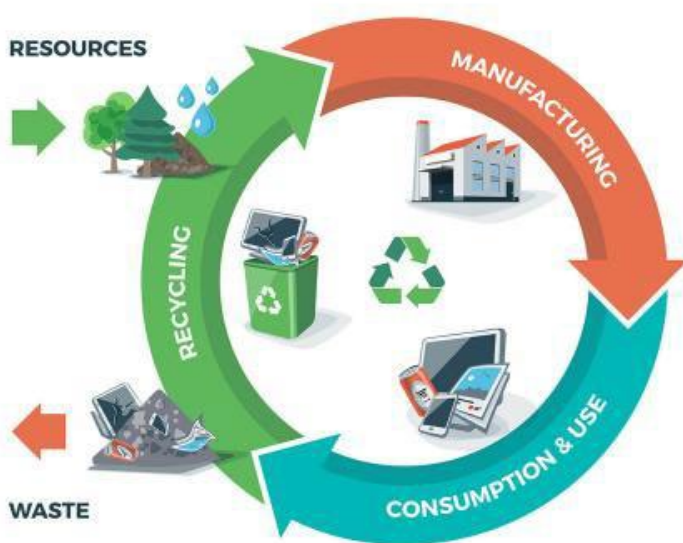 RESOURCES
MANUFACTURING
RECYCLING
CONSUMPTION & USE
WASTE